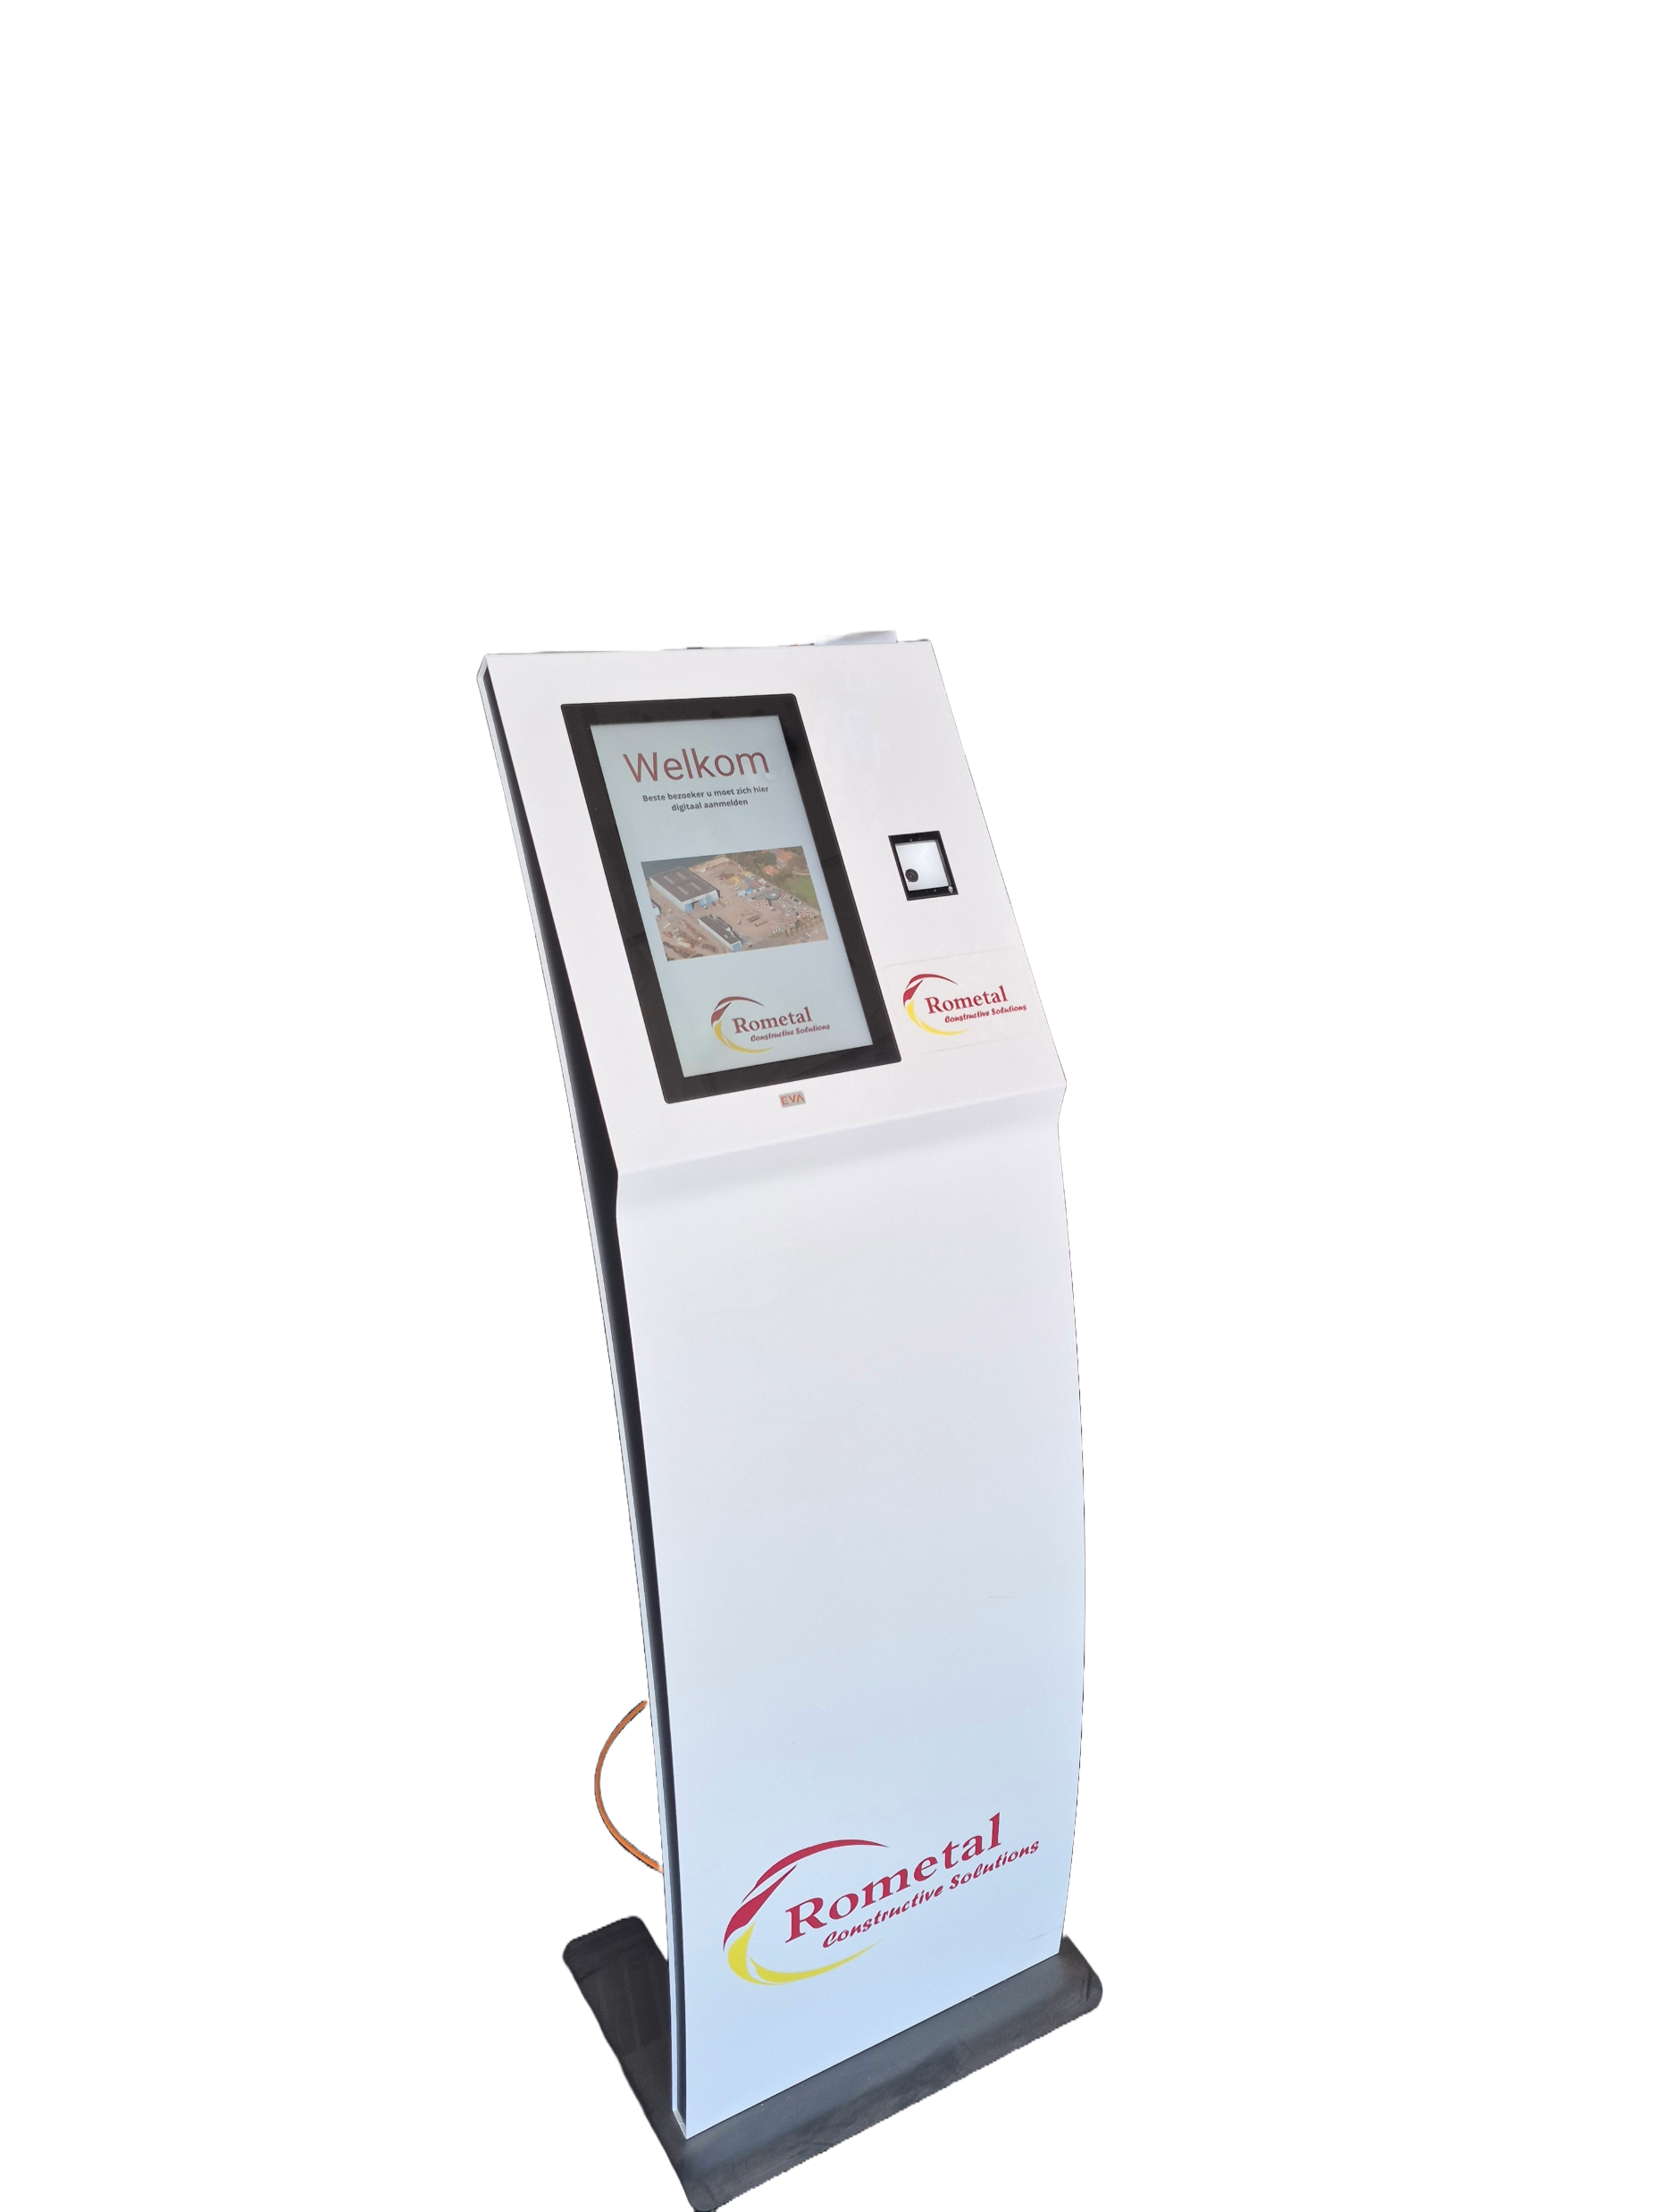 Welkom
Beste bezoeker u moet zich hier
digitaal aanmelden
Rometal
Constructive Solutions
Rometal
Constructive Solutions
EVA
Rometal
Constructive Solutions